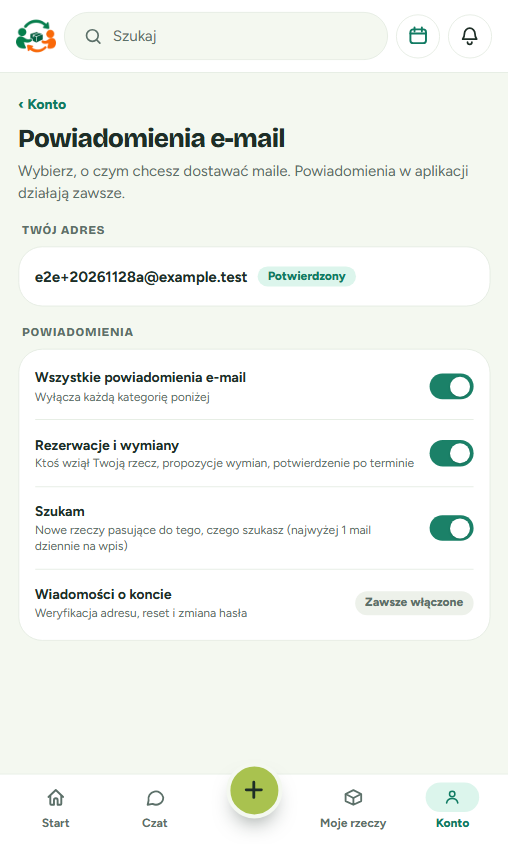 Szukaj
‹ Konto
Powiadomienia e-mail
Wybierz, o czym chcesz dostawać maile. Powiadomienia w aplikacji
działają zawsze.
TWÓJ ADRES
e2e+20261128a@example.test Potwierdzony
POWIADOMIENIA
Wszystkie powiadomienia e-mail
Wyłącza każdą kategorię poniżej
Rezerwacje i wymiany
Ktoś wziął Twoją rzecz, propozycje wymian, potwierdzenie po terminie
Szukam
Nowe rzeczy pasujące do tego, czego szukasz (najwyżej 1 mail
dziennie na wpis)
Wiadomości o koncie
Weryfikacja adresu, reset i zmiana hasła
Zawsze włączone
Start Czat Moje rzeczy Konto